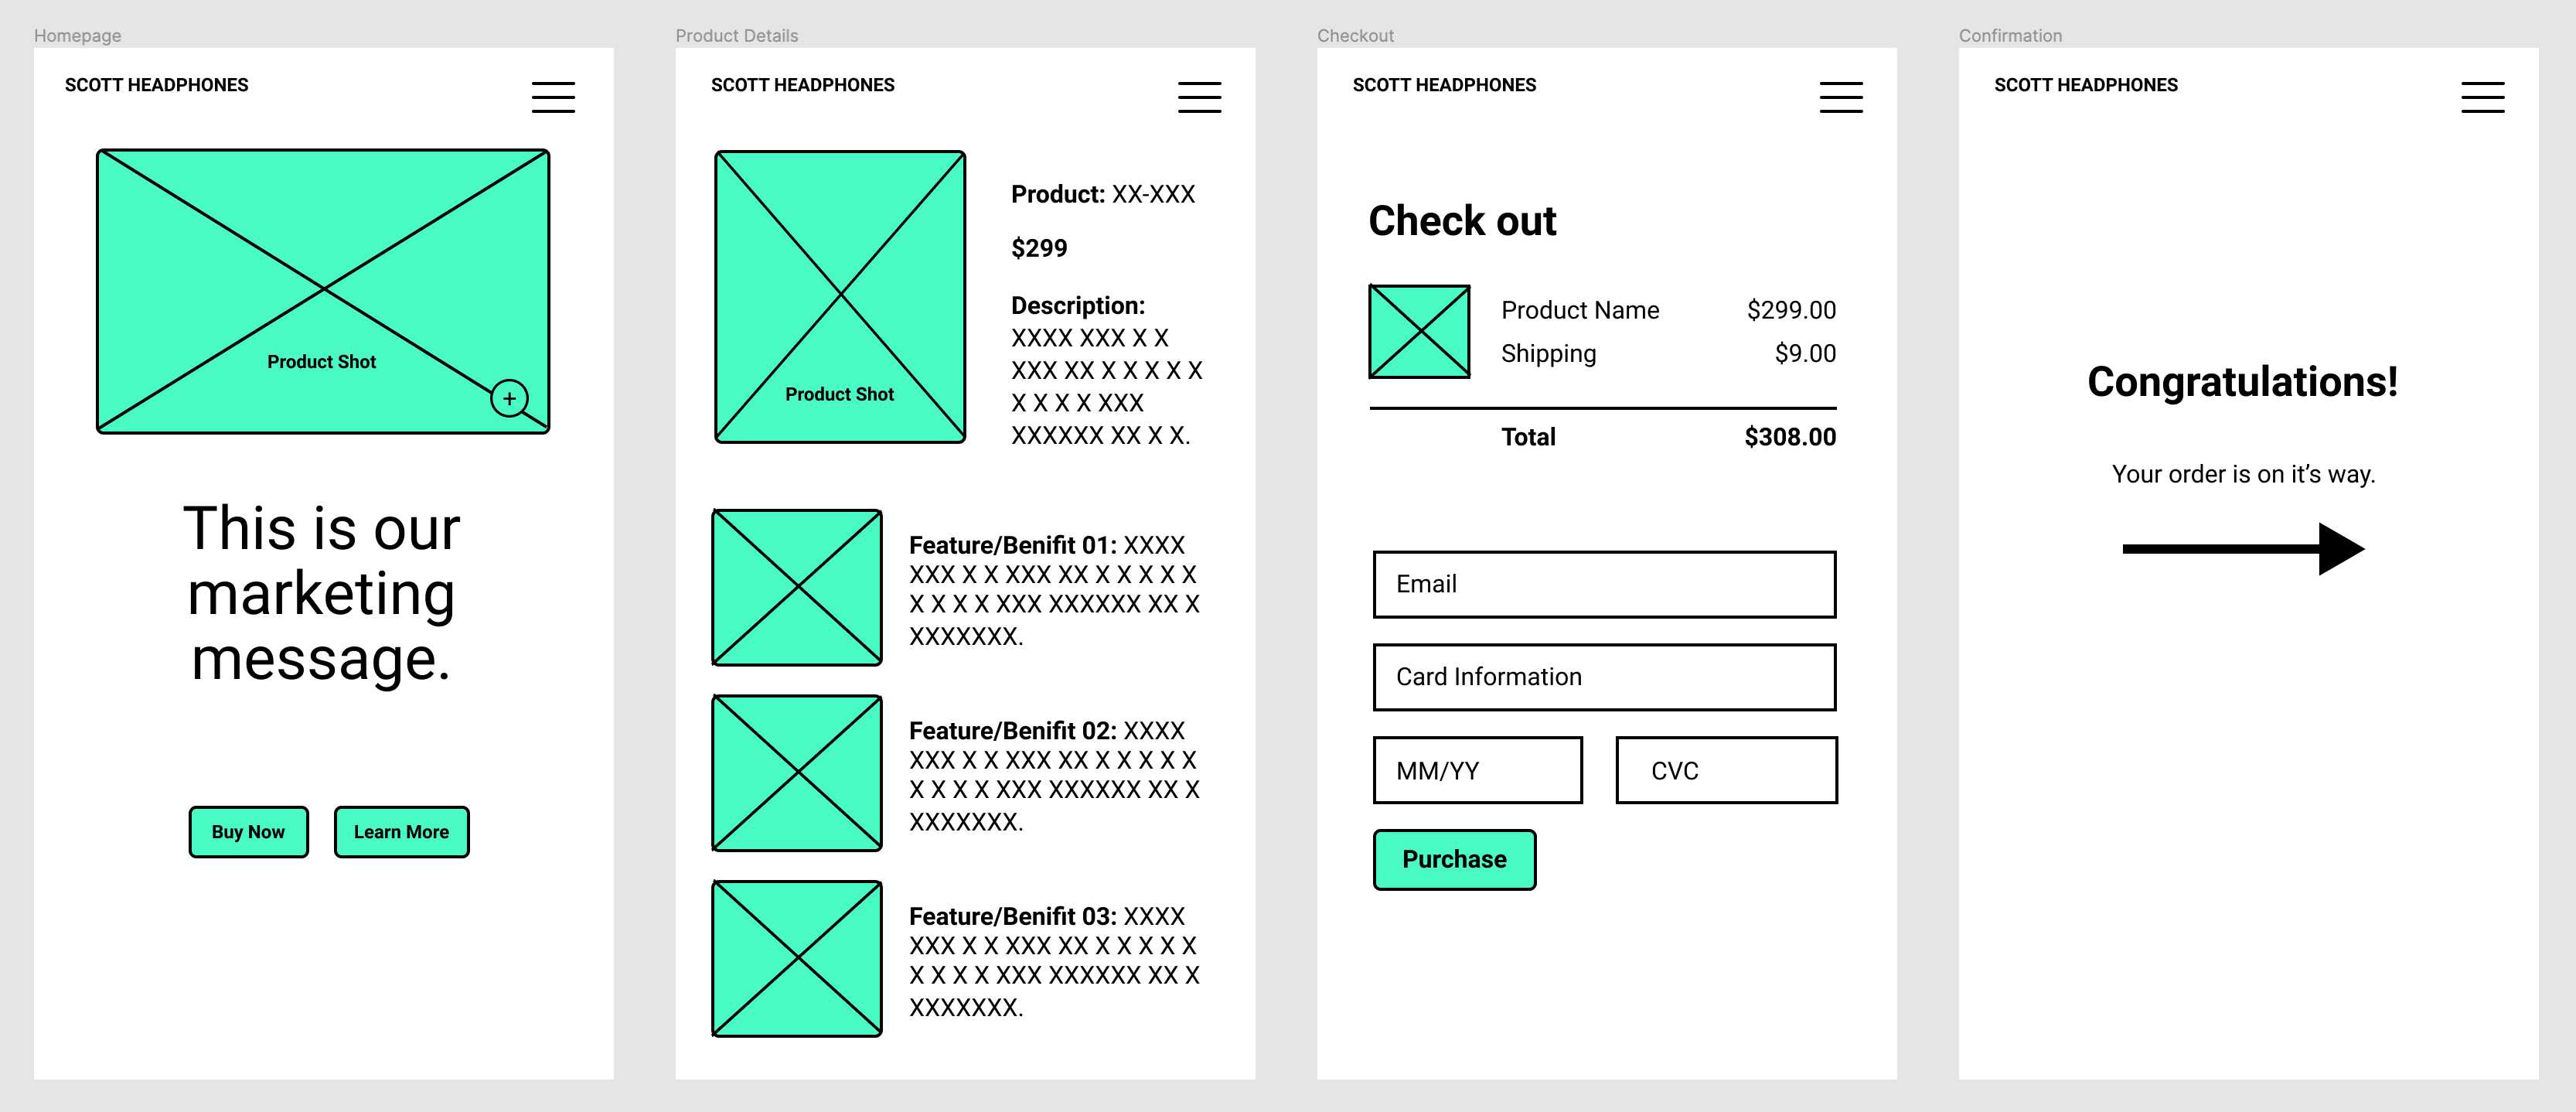 Homepage
SCOTT HEADPHONES
Product Shot
+
This is our
marketing
message.
Buy Now
Learn More
Product Details
SCOTT HEADPHONES
Product Shot
Product: XX-XXX
$299
Description:
XXXX XXX X X
XXX XX X X X X X
X X X X XXX
XXXXXX XX X X.
Feature/Benifit 01: XXXX
XXX X X XXX XX X X X X X
X X X X XXX XXXXXX XX X
XXXXXXX.
Feature/Benifit 02: XXXX
XXX X X XXX XX X X X X X
X X X X XXX XXXXXX XX X
XXXXXXX.
Feature/Benifit 03: XXXX
XXX X X XXX XX X X X X X
X X X X XXX XXXXXX XX X
XXXXXXX.
Checkout
SCOTT HEADPHONES
Check out
Product Name $299.00
Shipping $9.00
Total $308.00
Email
Card Information
MM/YY
CVC
Purchase
Confirmation
SCOTT HEADPHONES
Congratulations!
Your order is on it’s way.